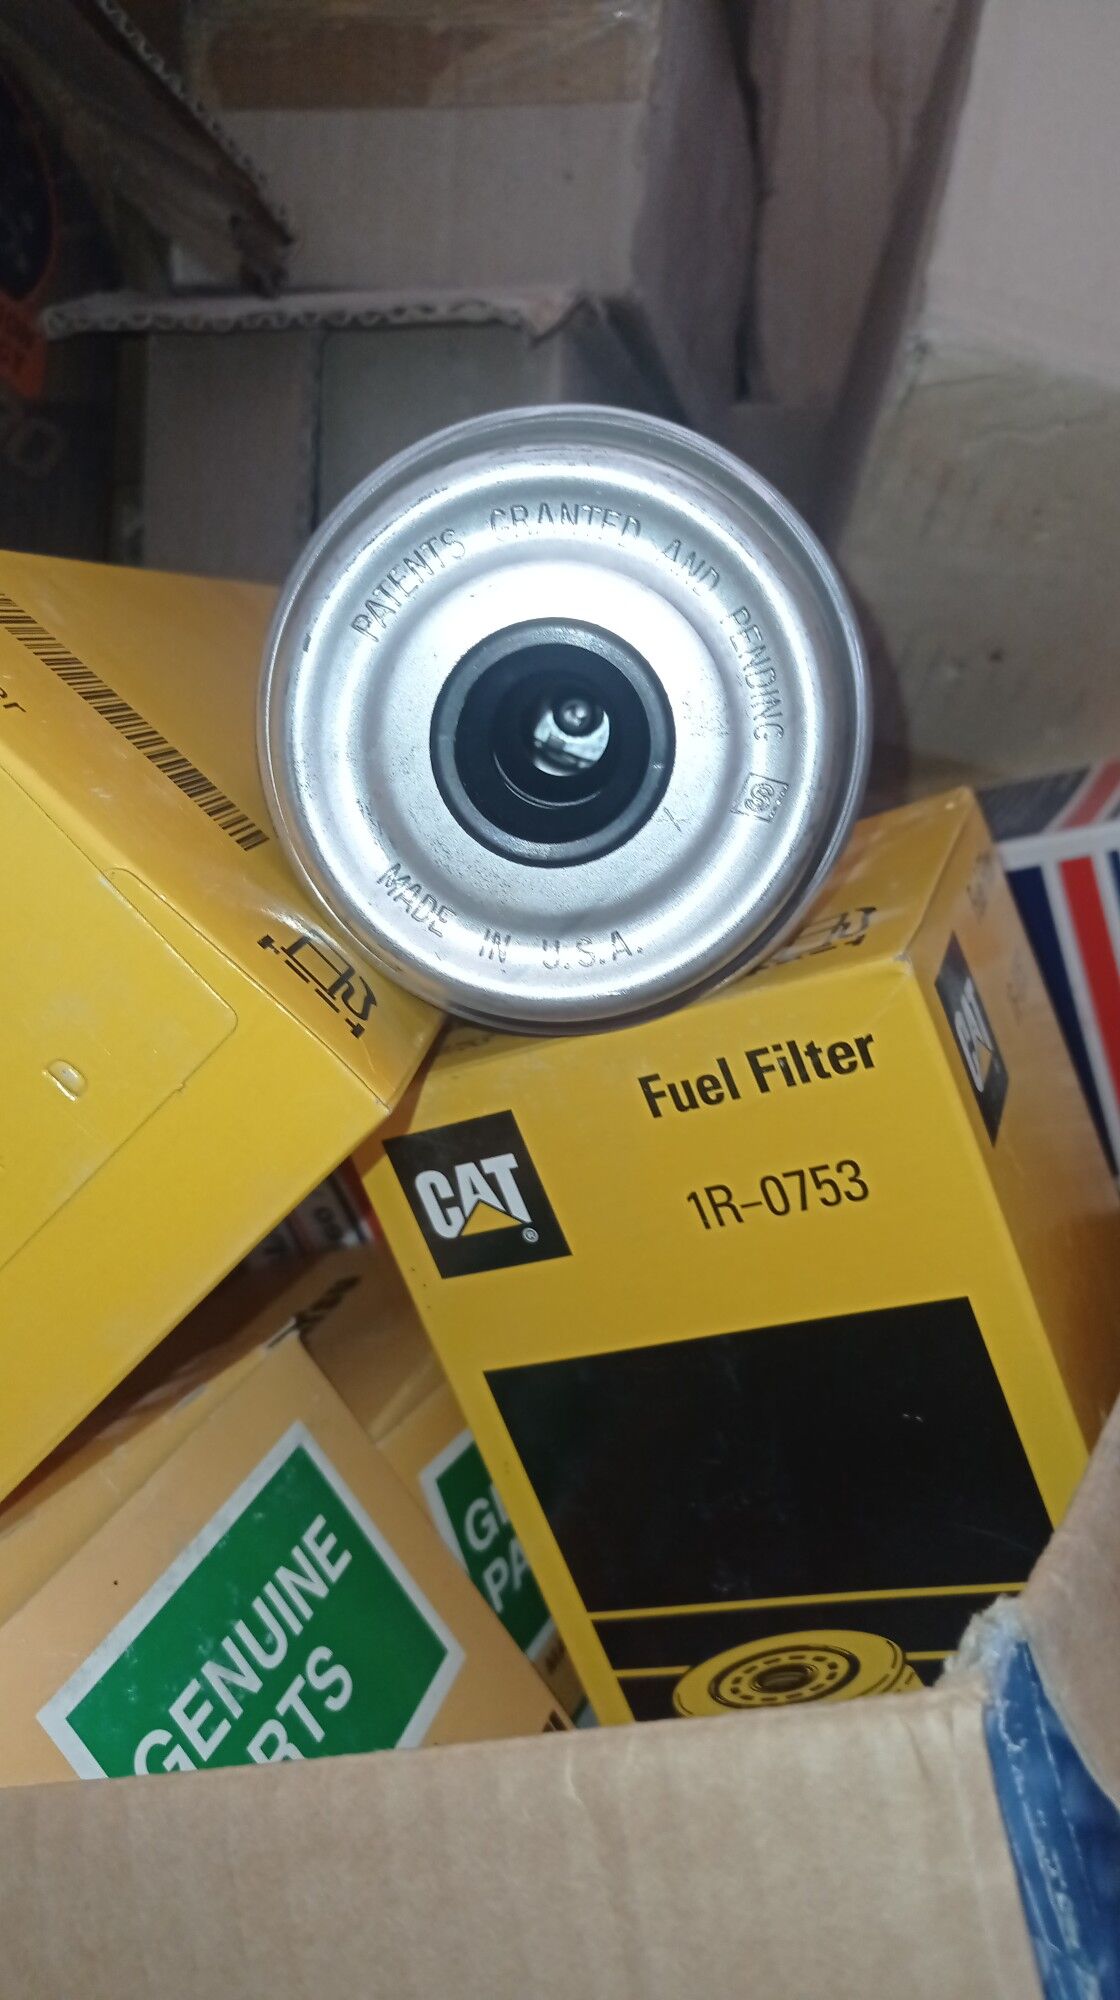 PATENTS GRANTED AND PENDING
MADE IN U.S.A.
Fuel Filter
CAT
®
1R-0753
CAT
GENUINE
PARTS